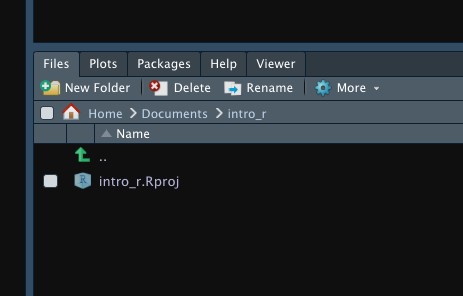 Files Plots Packages Help Viewer
New Folder Delete Rename More
Home Documents intro_r
Name
..
intro_r.Rproj